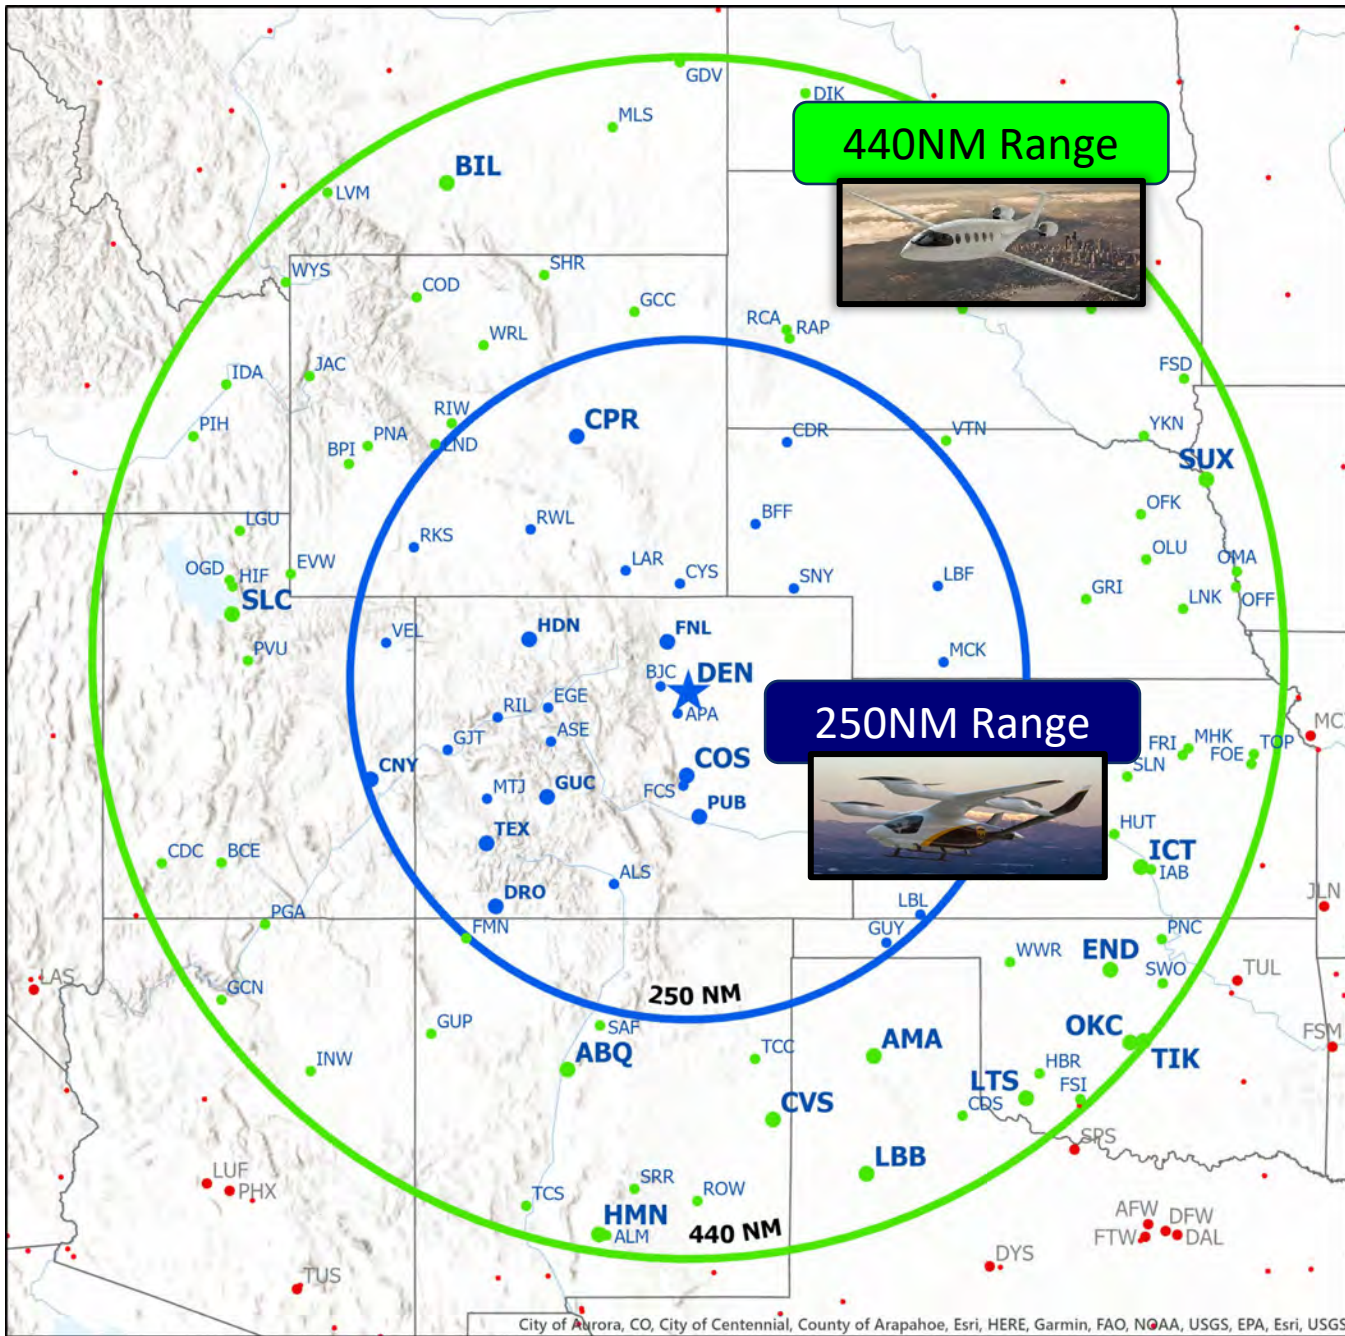 GDV
DIK
MLS
440NM Range
BIL
LVM
WYS
COD
SHR
GCC
WRL
RCA
RAP
JAC
IDA
FSD
RIW
CPR
PIH
PNA
LND
BPI
CDR
VTN
YKN
SUX
OFK
BFF
RWL
RKS
LGU
OLU
OMA
OGD
HIF
EVW
LAR
CYS
SNY
LBF
GRI
LNK
OFF
SLC
HDN
FNL
VEL
PVU
MCK
BJC
DEN
EGE
RIL
APA
250NM Range
ASE
GJT
COS
CNY
MTJ
GUC
FCS
PUB
MHK
FRI
FOE
TOP
SLN
MC
TEX
HUT
ICT
IAB
CDC
BCE
ALS
DRO
LBL
JLN
PGA
FMN
GUY
PNC
WWR
END
SWO
TUL
LAS
GCN
250 NM
GUP
SAF
OKC
TIK
FSM
ABQ
TCC
AMA
INW
HBR
LTS
FSI
CDS
CVS
SPS
LBB
LUF
PHX
SRR
ROW
TCS
HMN
ALM
440 NM
AFW
DFW
FTW
DAL
DYS
TUS
City of Aurora, CO, City of Centennial, County of Arapahoe, Esri, HERE, Garmin, FAO, NOAA, USGS, EPA, Esri, USGS